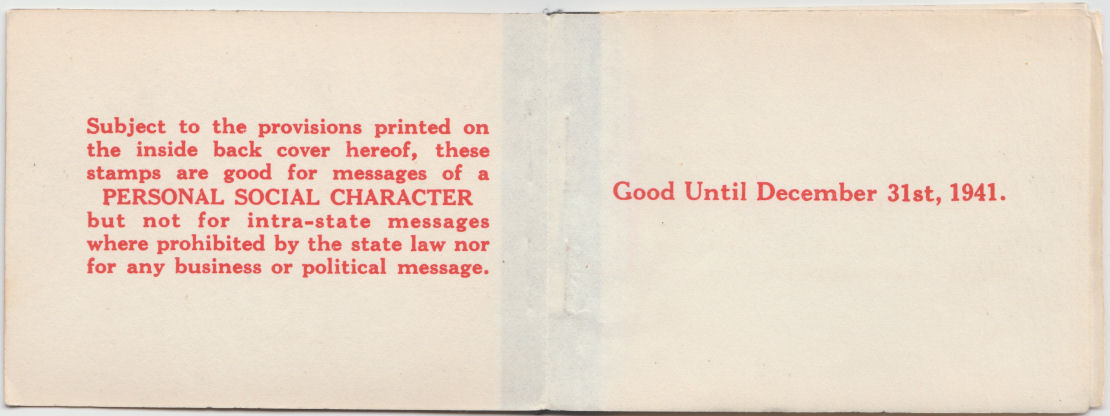 Subject to the provisions printed on
the inside back cover hereof, these
stamps are good for messages of a
PERSONAL SOCIAL CHARACTER
but not for intra-state messages
where prohibited by the state law nor
for any business or political message.
Good Until December 31st, 1941.